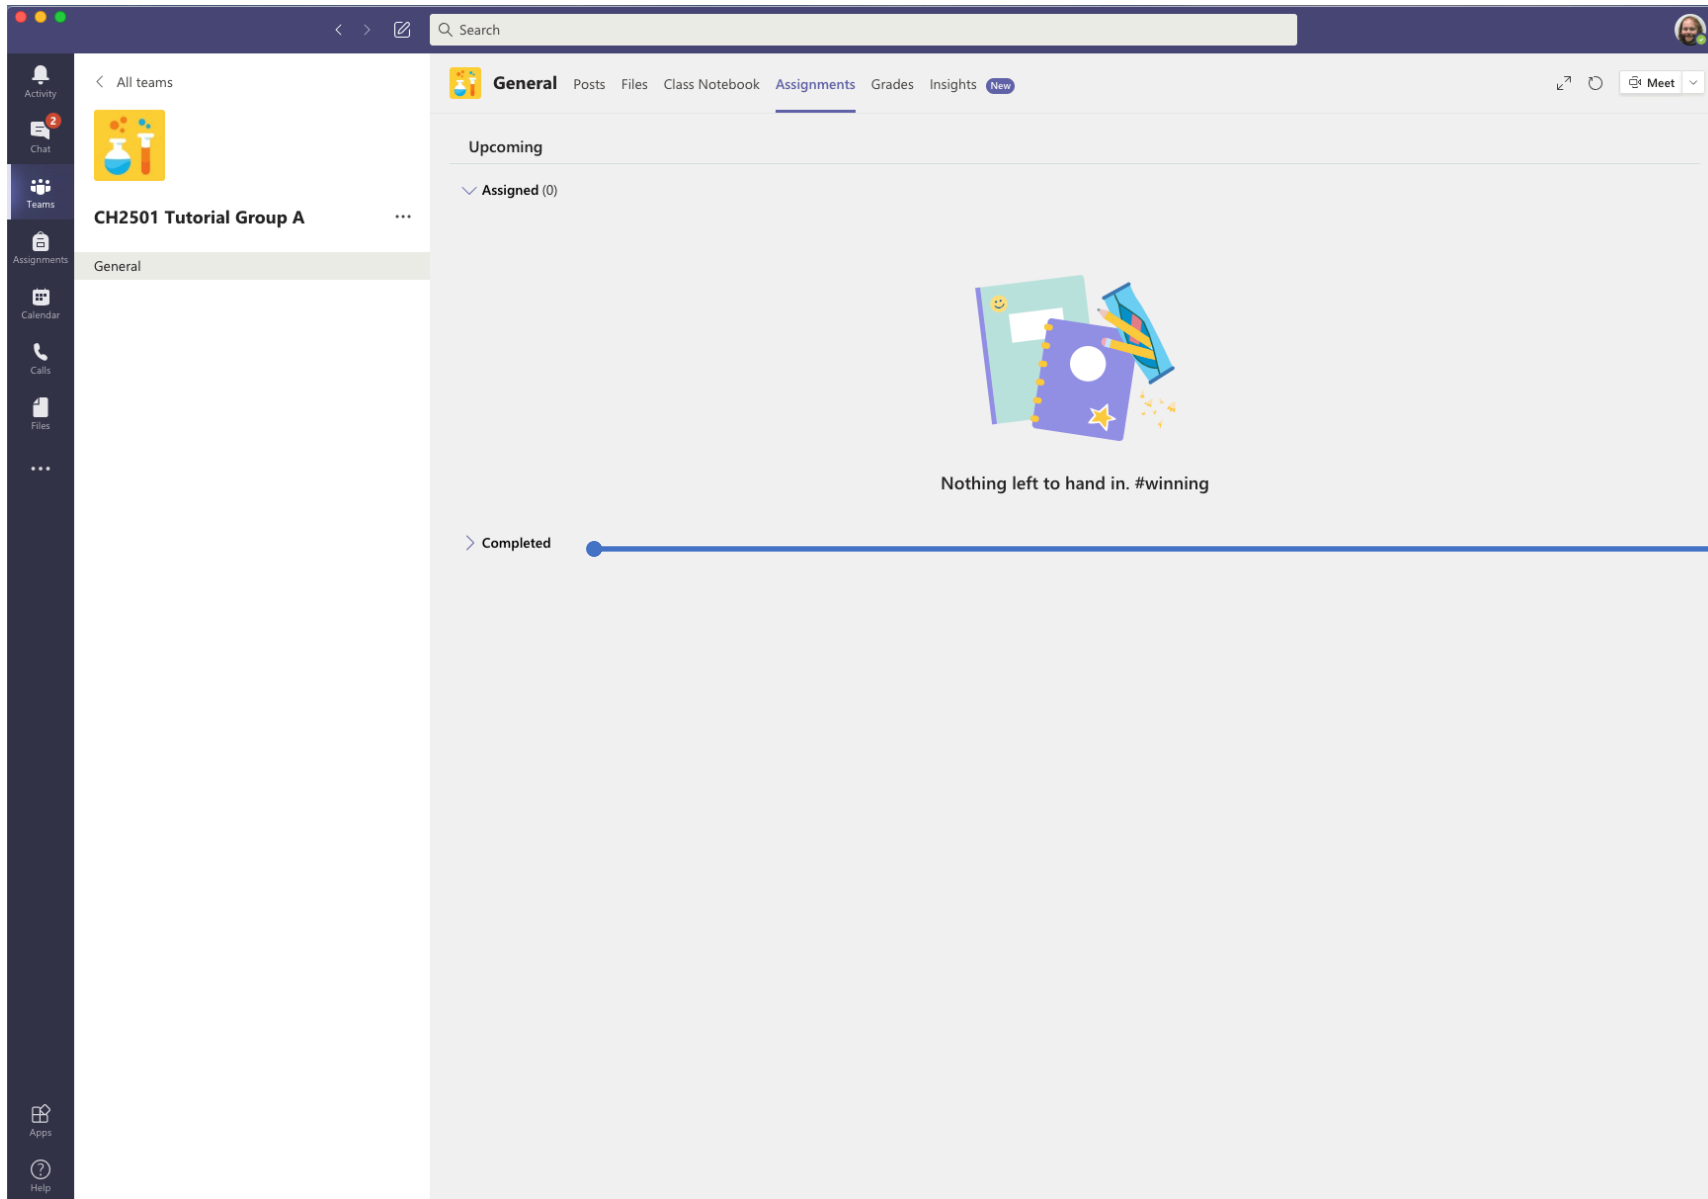 Search
Activity
2
Chat
Teams
Assignments
Calendar
Calls
Files
Apps
Help
All teams
CH2501 Tutorial Group A
General
General Posts Files Class Notebook Assignments Grades Insights New
Meet
Upcoming
Assigned (0)
Nothing left to hand in. #winning
Completed